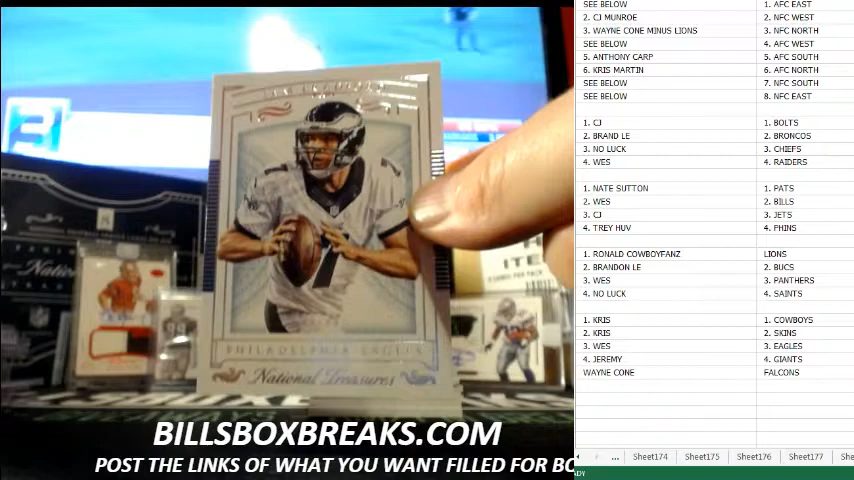 PHILADELPHIA EAGLES
National Treasures
7
BILLSBOXBREAKS.COM
POST THE LINKS OF WHAT YOU WANT FILLED FOR BO
SEE BELOW 1. AFC EAST
2. CJ MUNROE 2. NFC WEST
3. WAYNE CONE MINUS LIONS 3. NFC NORTH
SEE BELOW 4. AFC WEST
5. ANTHONY CARP 5. AFC SOUTH
6. KRIS MARTIN 6. AFC NORTH
SEE BELOW 7. NFC SOUTH
SEE BELOW 8. NFC EAST
1. CJ 1. BOLTS
2. BRAND LE 2. BRONCOS
3. NO LUCK 3. CHIEFS
4. WES 4. RAIDERS
1. NATE SUTTON 1. PATS
2. WES 2. BILLS
3. CJ 3. JETS
4. TREY HUV 4. PHINS
1. RONALD COWBOYFANZ LIONS
2. BRANDON LE 2. BUCS
3. WES 3. PANTHERS
4. NO LUCK 4. SAINTS
1. KRIS 1. COWBOYS
2. KRIS 2. SKINS
3. WES 3. EAGLES
4. JEREMY 4. GIANTS
WAYNE CONE FALCONS
... Sheet174 Sheet175 Sheet176 Sheet177 She
ADY